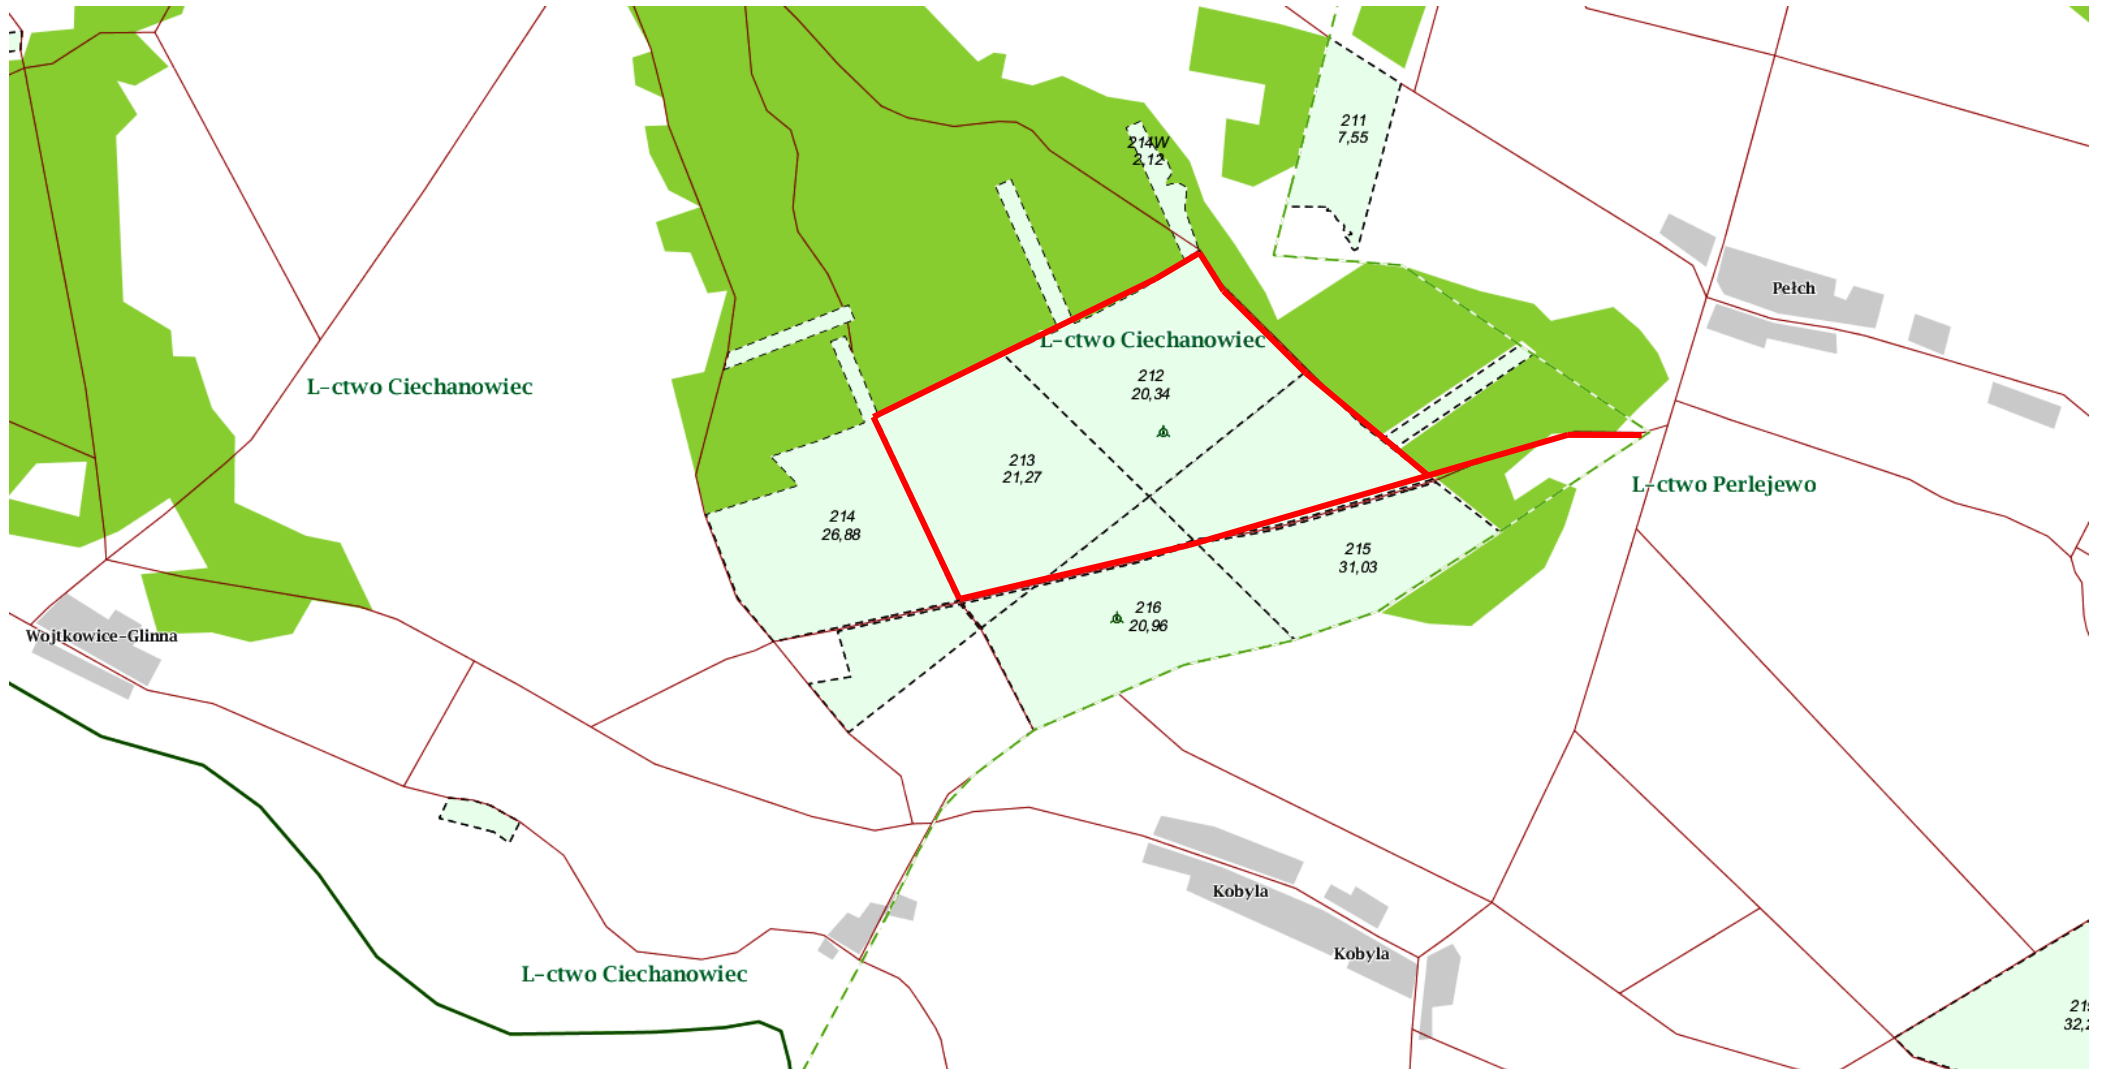 211
7,55
214W
2,12
Pełch
L-ctwo Ciechanowiec
212
20,34
L-ctwo Ciechanowiec
213
21,27
L-ctwo Perlejewo
214
26,88
215
31,03
216
20,96
Wojtkowice-Glinna
Kobyla
Kobyla
L-ctwo Ciechanowiec